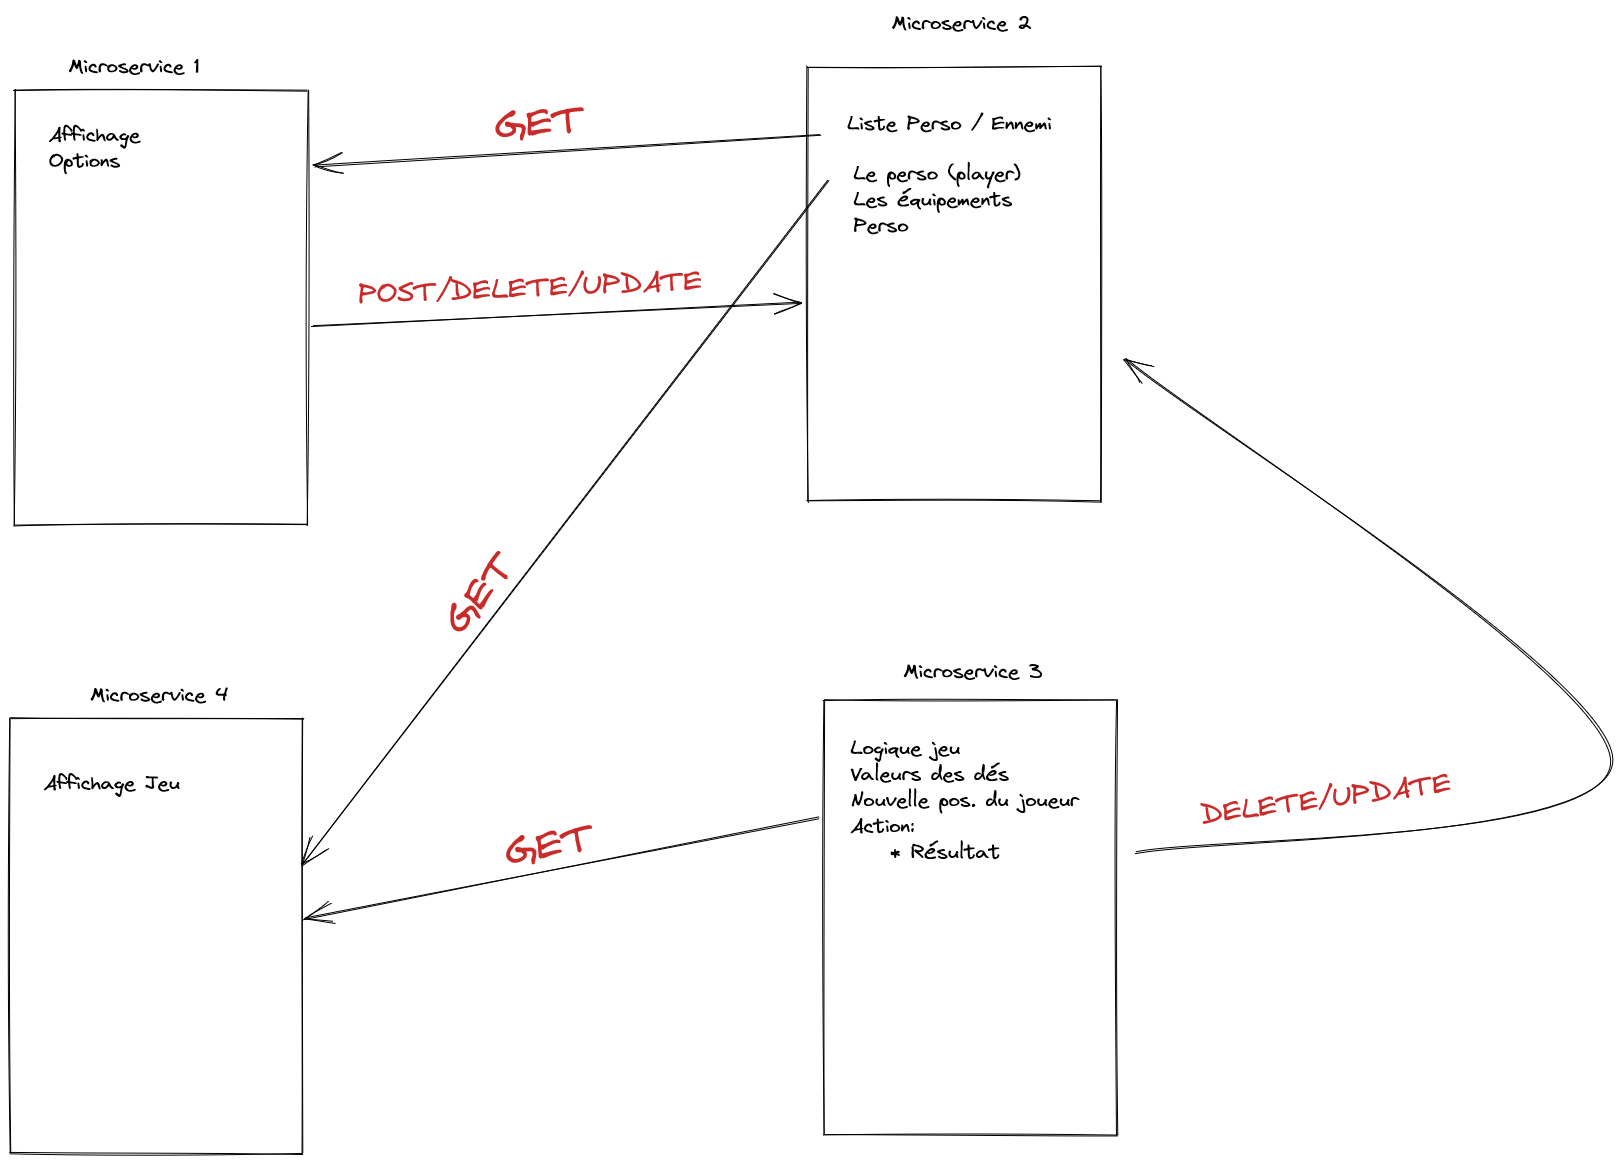 Microservice 1
Affichage
Options
GET
POST/DELETE/UPDATE
Microservice 2
Liste Perso / Ennemi
Le perso (player)
Les équipements
Perso
GET
Microservice 4
Affichage Jeu
GET
Microservice 3
Logique jeu
Valeurs des dés
Nouvelle pos. du joueur
Action:
* Résultat
DELETE/UPDATE